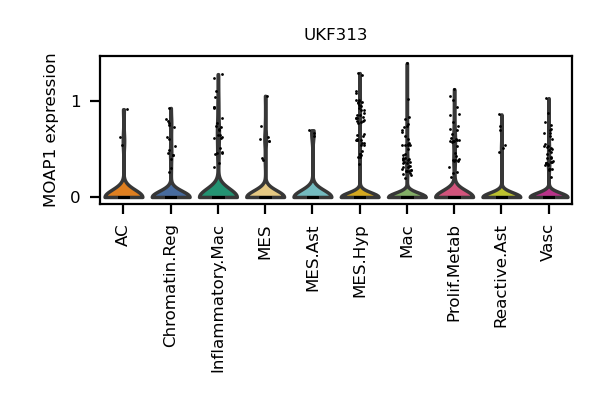 UKF313
MOAP1 expression
1
0
AC
Chromatin.Reg
Inflammatory.Mac
MES
MES.Ast
MES.Hyp
Mac
Prolif.Metab
Reactive.Ast
Vasc